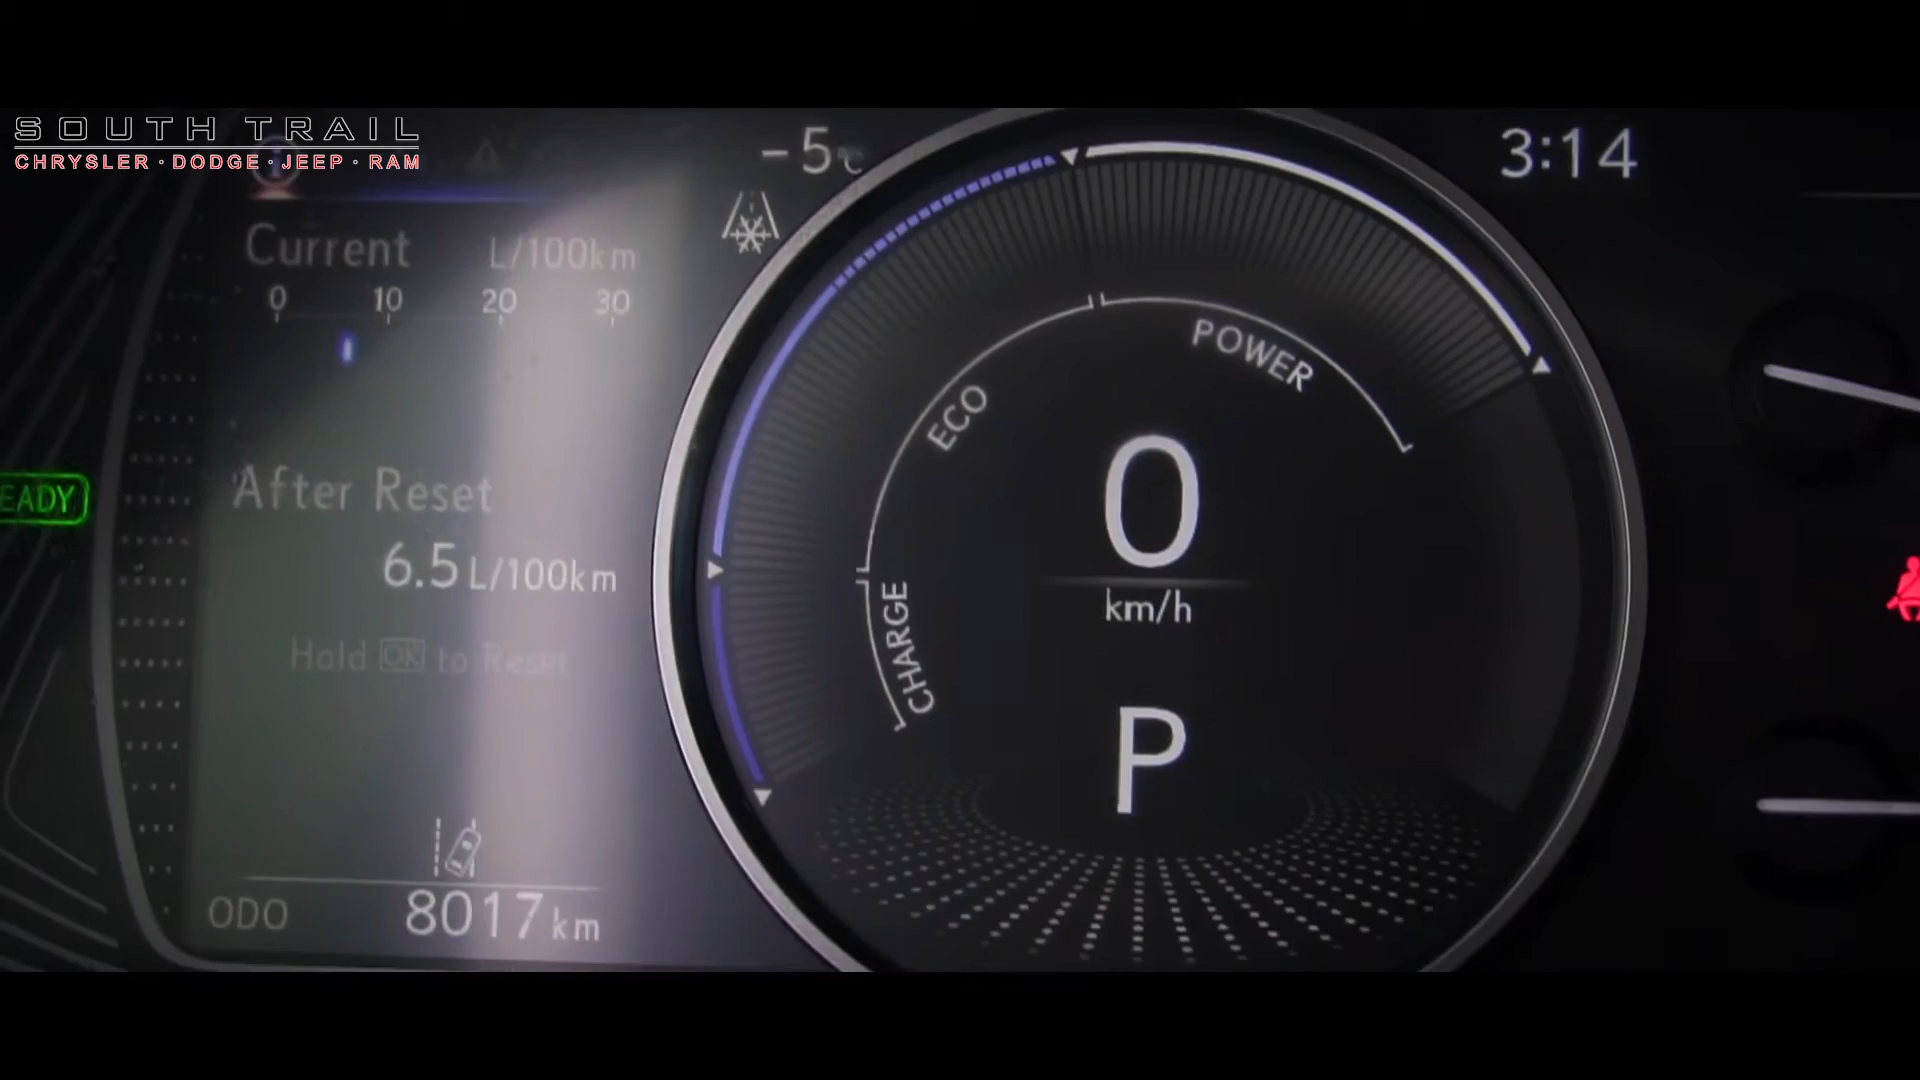 SOUTH TRAIL
CHRYSLER · DODGE · JEEP · RAM
-5°C
3:14
Current L/100km
0 10 20 30
POWER
ECO
CHARGE
After Reset
6.5 L/100km
Hold OK to Reset
EADY
0
km/h
P
ODO 8017 km